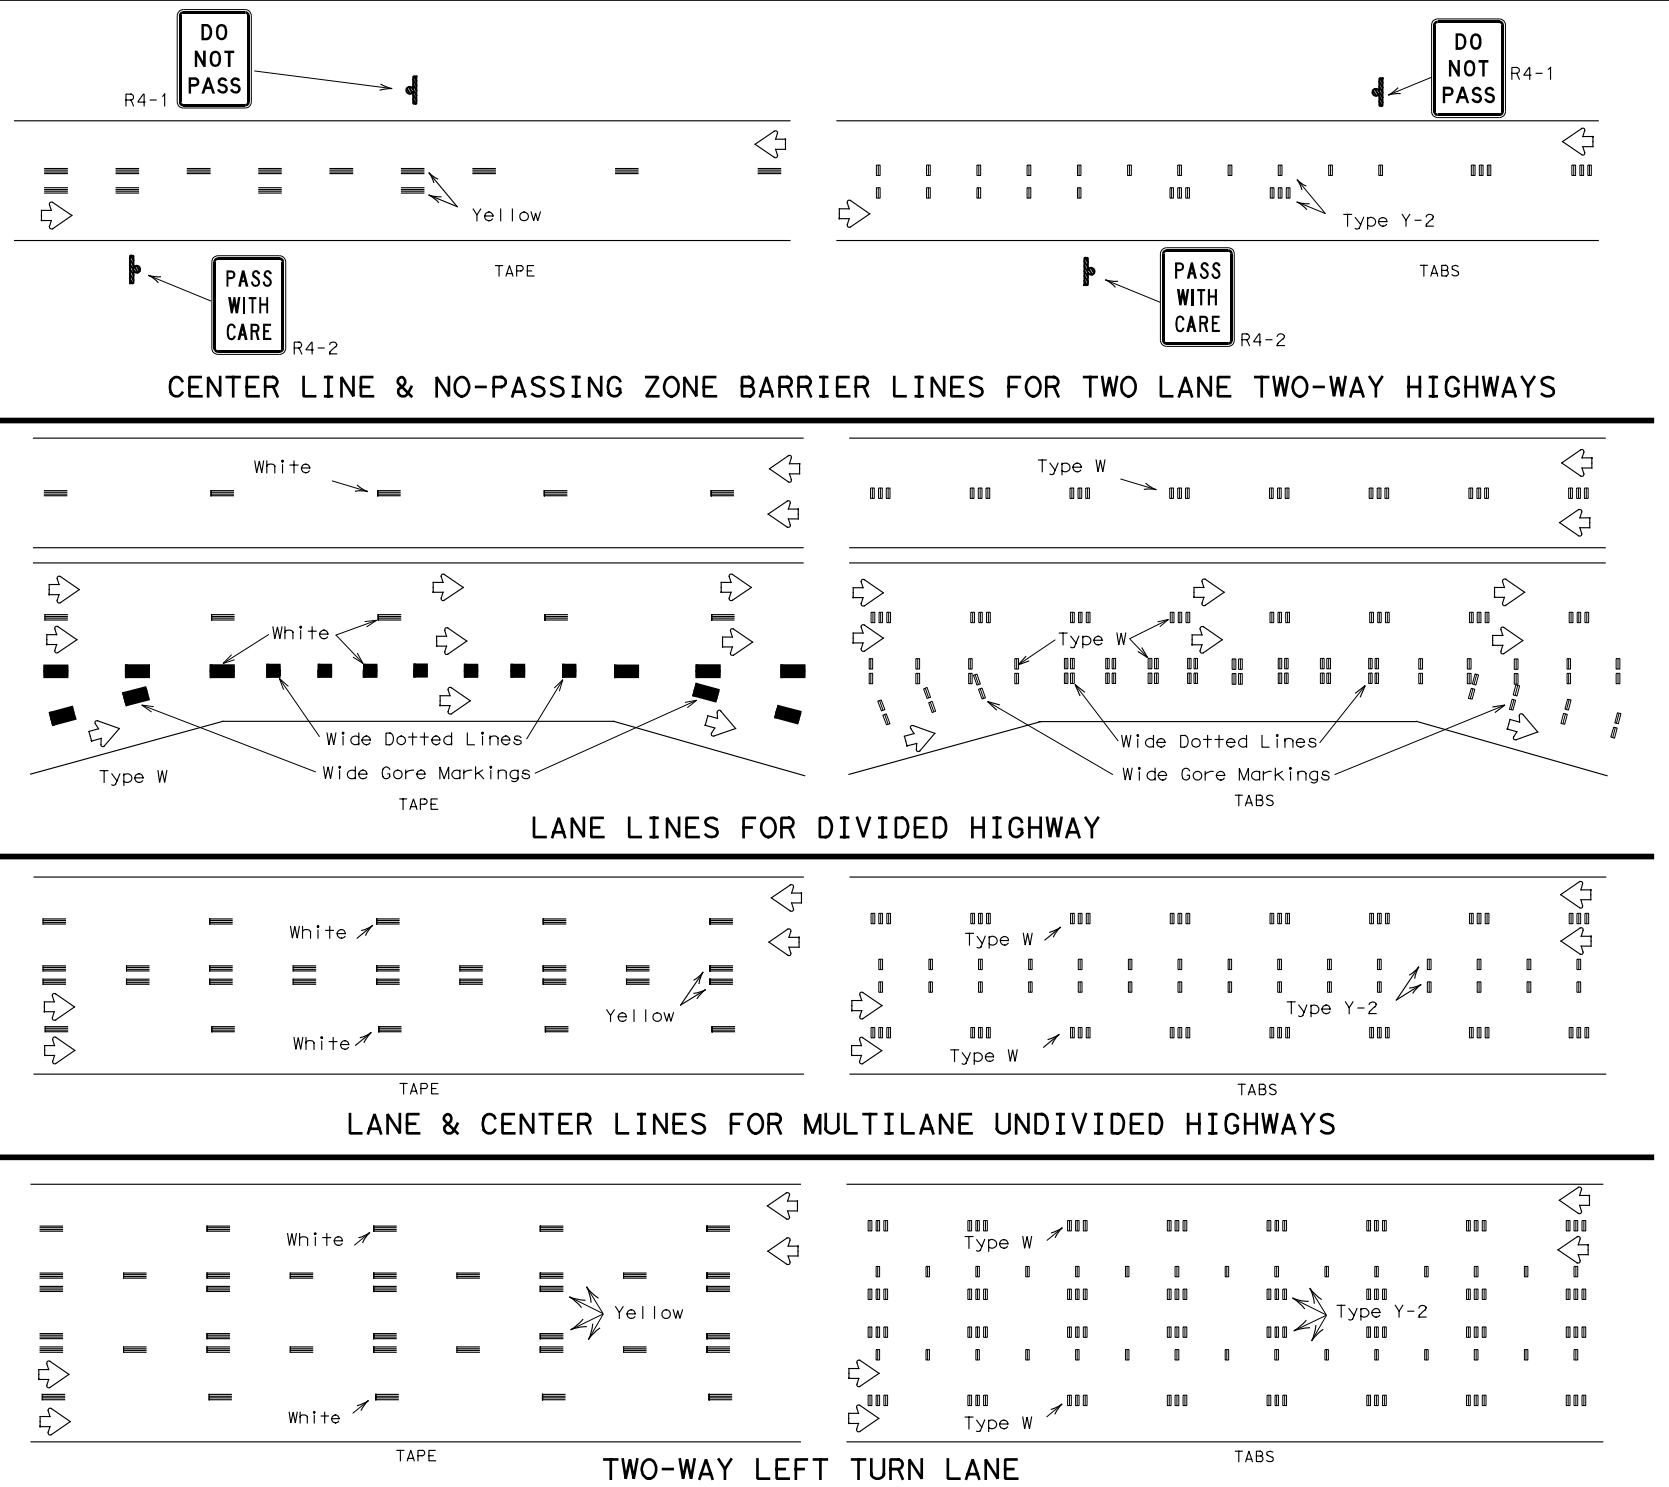 DO
NOT
PASS
R4-1
Yellow
PASS
WITH
CARE
R4-2
TAPE
DO
NOT
PASS
R4-1
Type Y-2
PASS
WITH
CARE
R4-2
TABS
CENTER LINE & NO-PASSING ZONE BARRIER LINES FOR TWO LANE TWO-WAY HIGHWAYS
White
White
Wide Dotted Lines
Wide Gore Markings
Type W
TAPE
Type W
Type W
Wide Dotted Lines
Wide Gore Markings
TABS
LANE LINES FOR DIVIDED HIGHWAY
White
Yellow
White
TAPE
Type W
Type Y-2
Type W
TABS
LANE & CENTER LINES FOR MULTILANE UNDIVIDED HIGHWAYS
White
Yellow
White
TAPE
Type W
Type Y-2
Type W
TABS
TWO-WAY LEFT TURN LANE